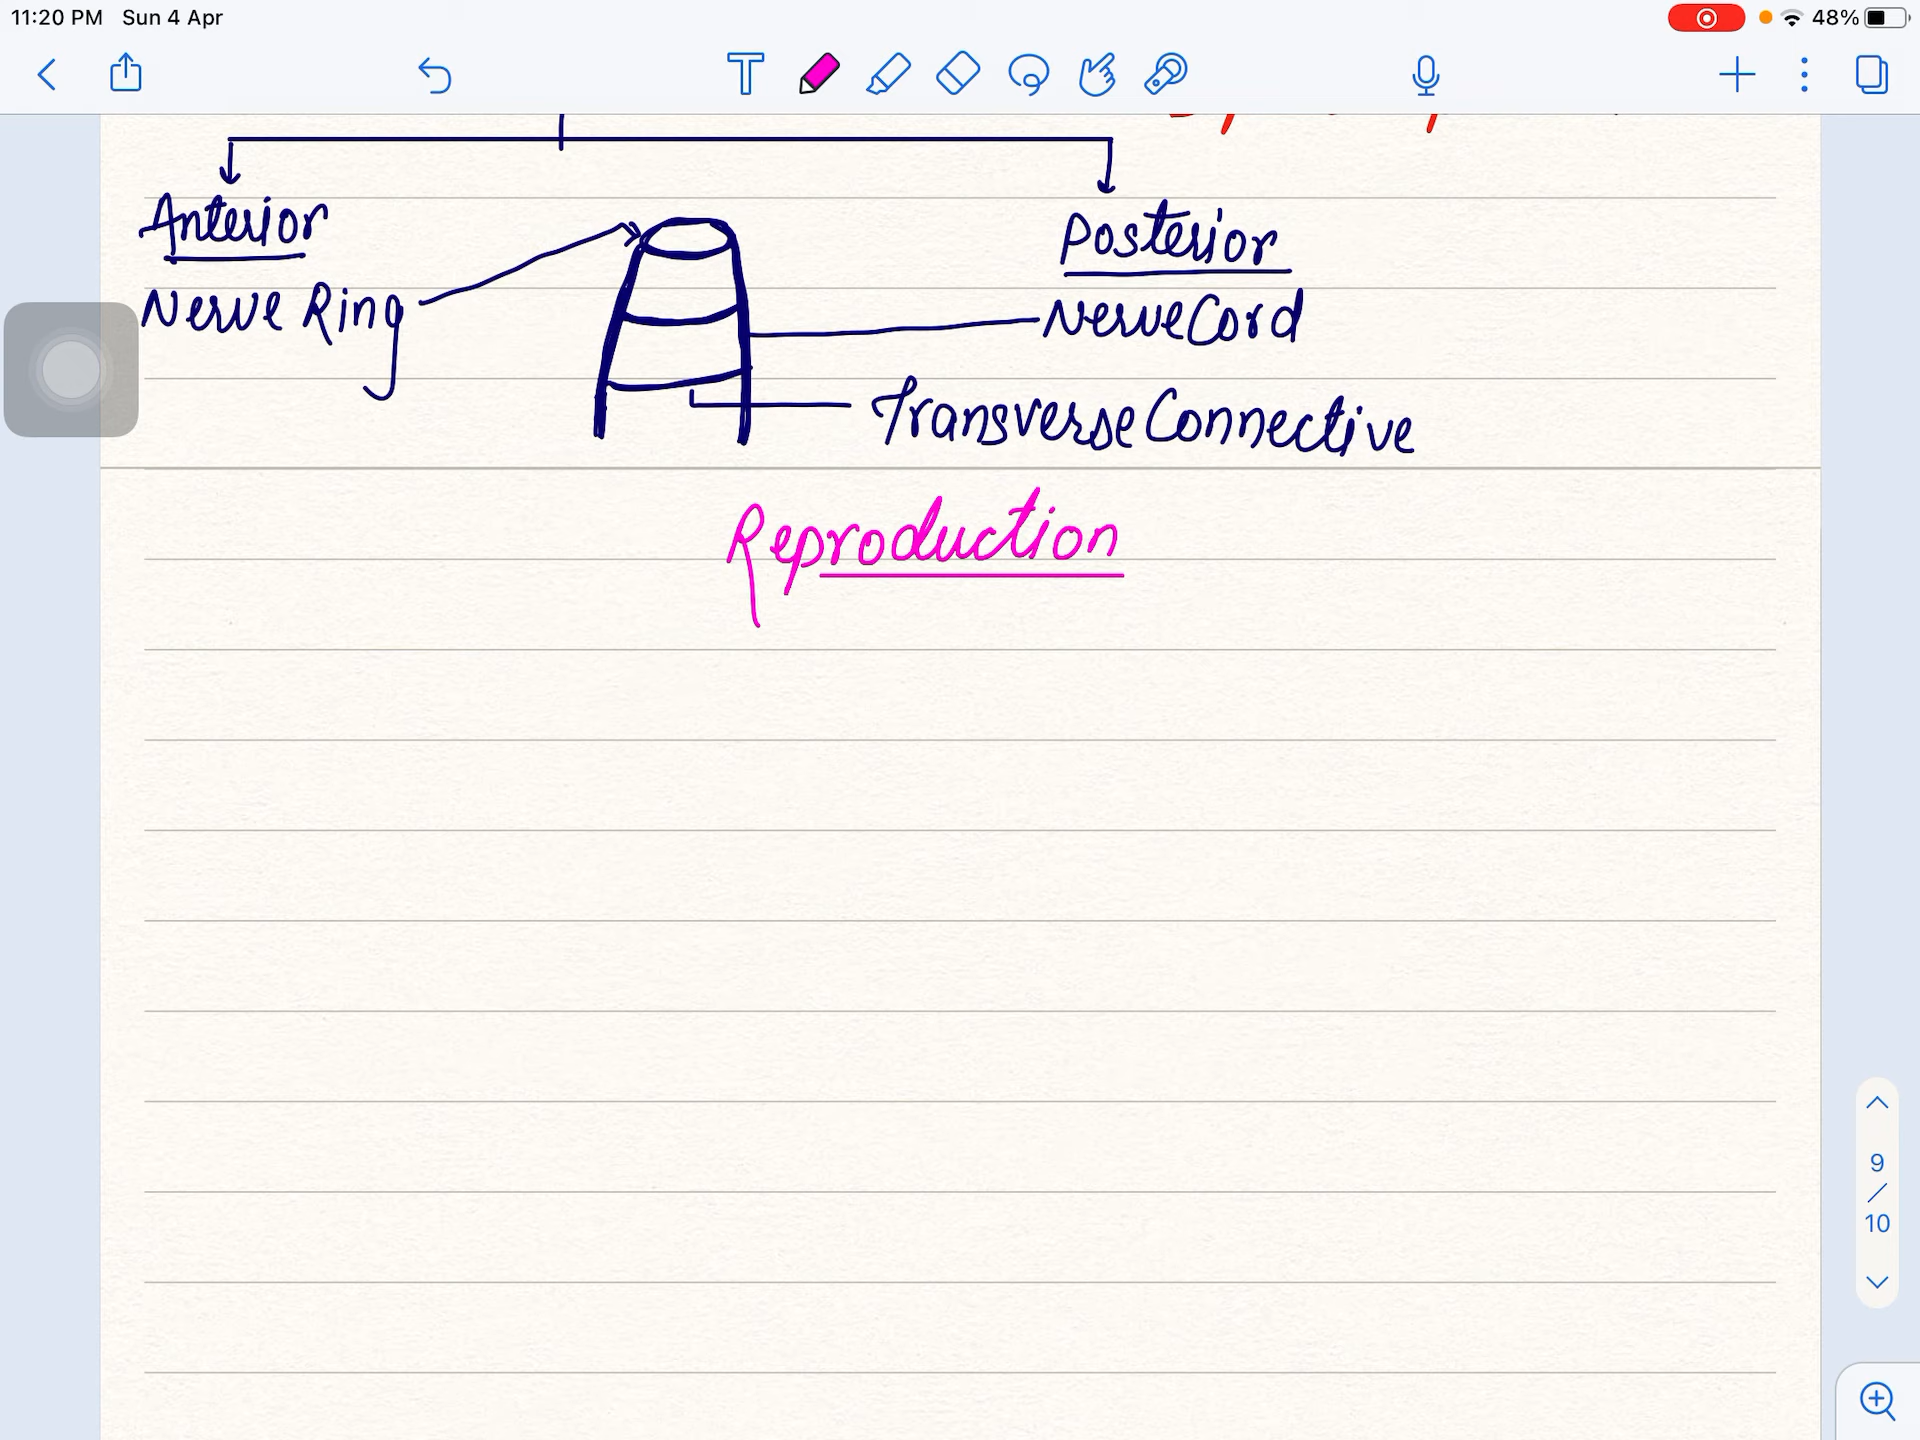 11:20 PM Sun 4 Apr
48%
T
Anterior
Posterior
Nerve Ring
Nerve Cord
Transverse Connective
Reproduction
9
/
10